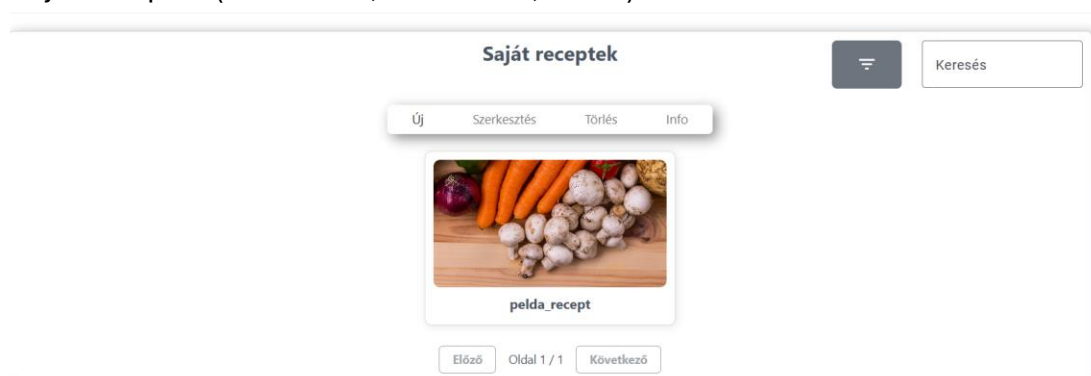 Saját receptek
Keresés
Új Szerkesztés Törlés Info
pelda_recept
Előző Oldal 1 / 1 Következő